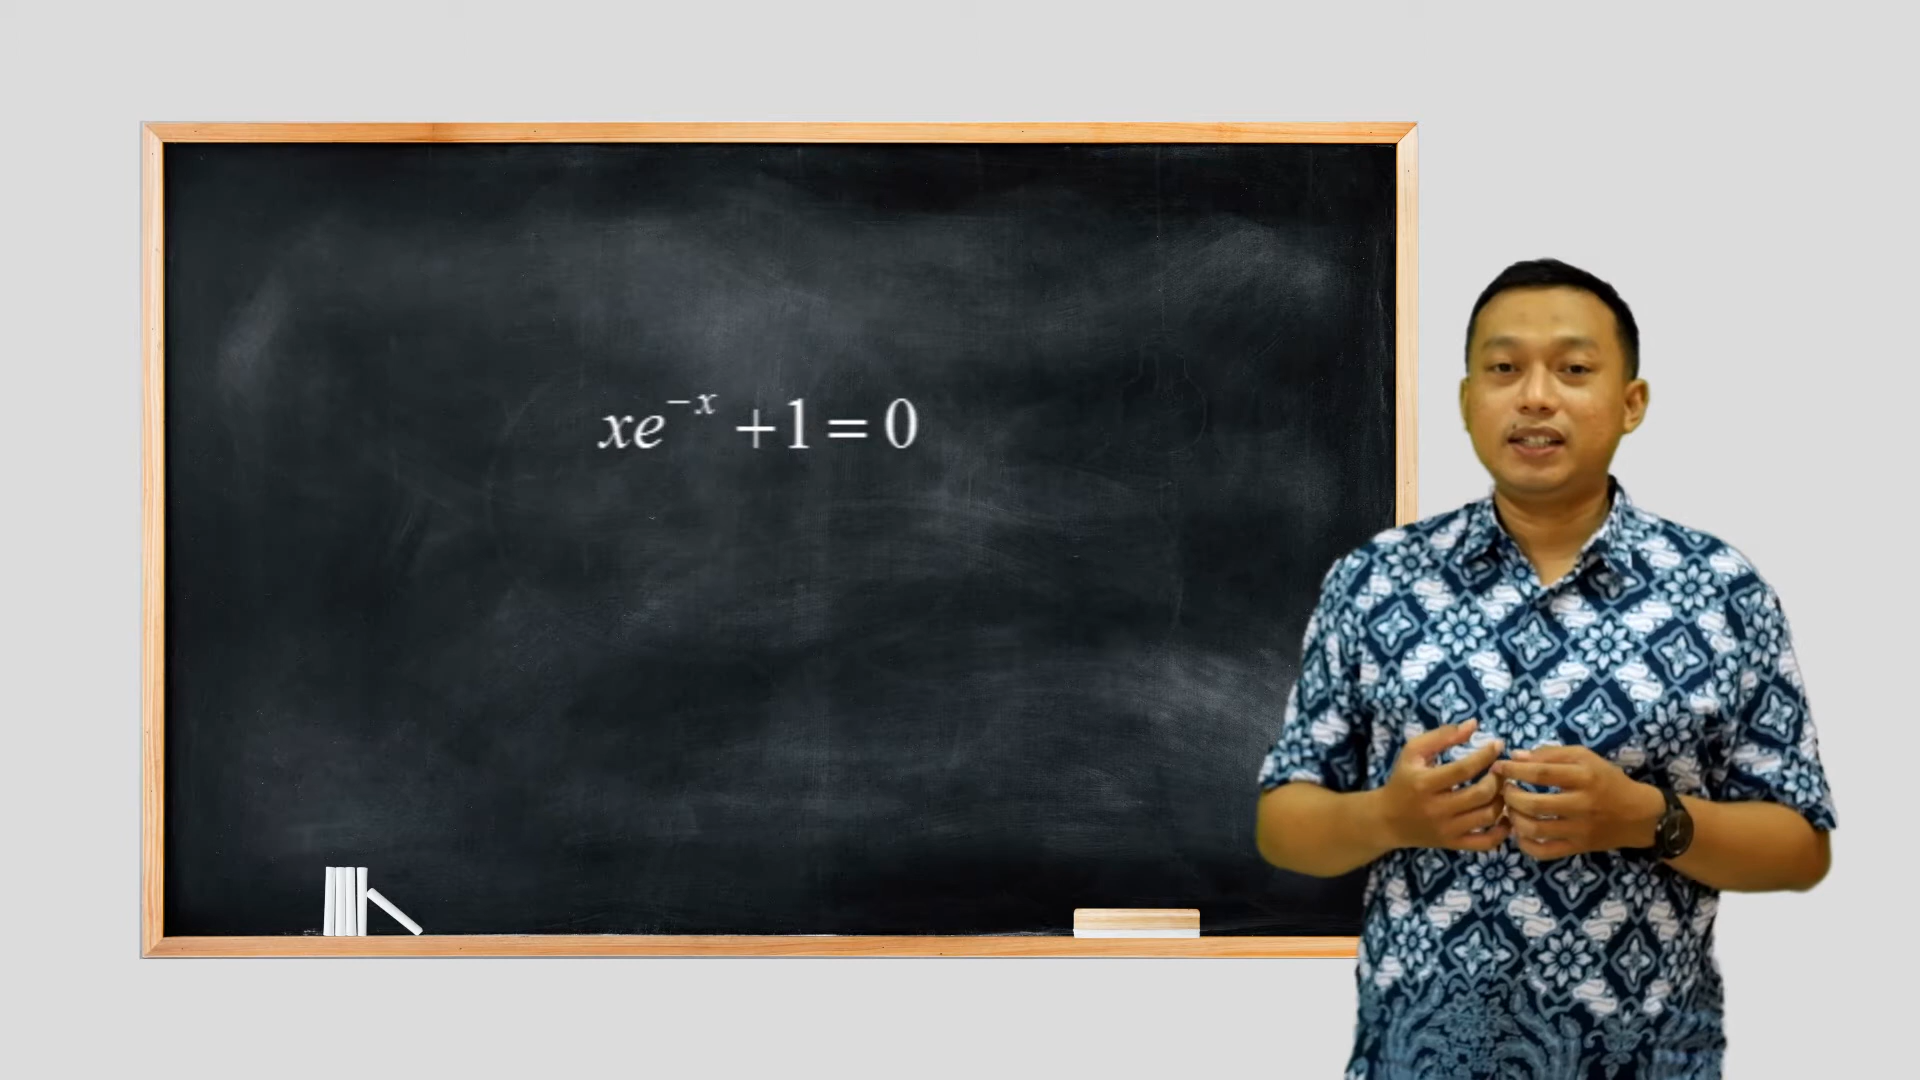 xe⁻ˣ + 1 = 0